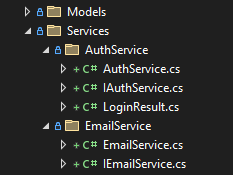 Models
Services
AuthService
+ C# AuthService.cs
+ C# IAuthService.cs
+ C# LoginResult.cs
EmailService
+ C# EmailService.cs
+ C# IEmailService.cs